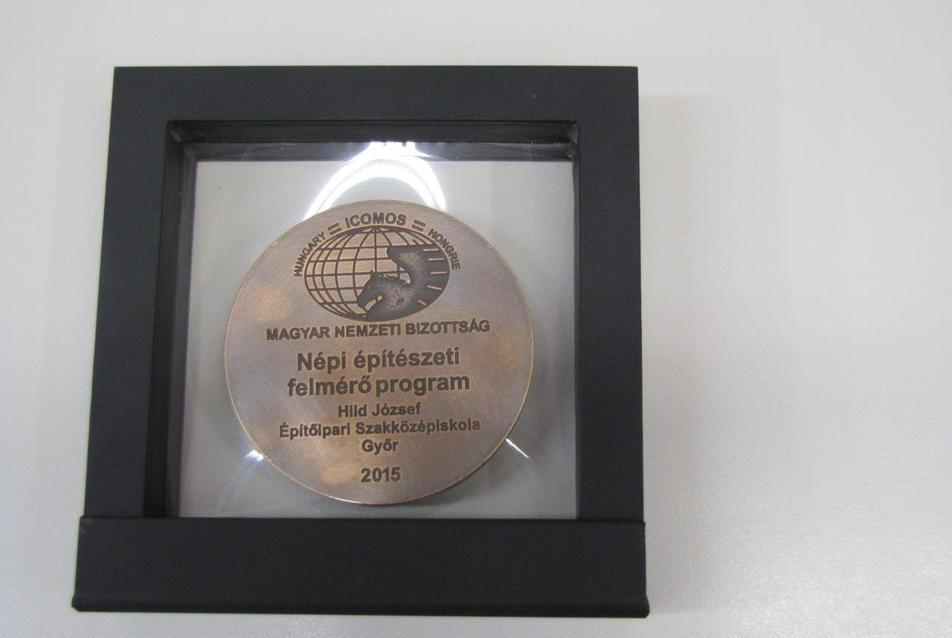 HUNGARY = ICOMOS = HONGRIE
MAGYAR NEMZETI BIZOTTSÁG
Népi építészeti
felmérő program
Hild József
Építőipari Szakközépiskola
Győr
2015